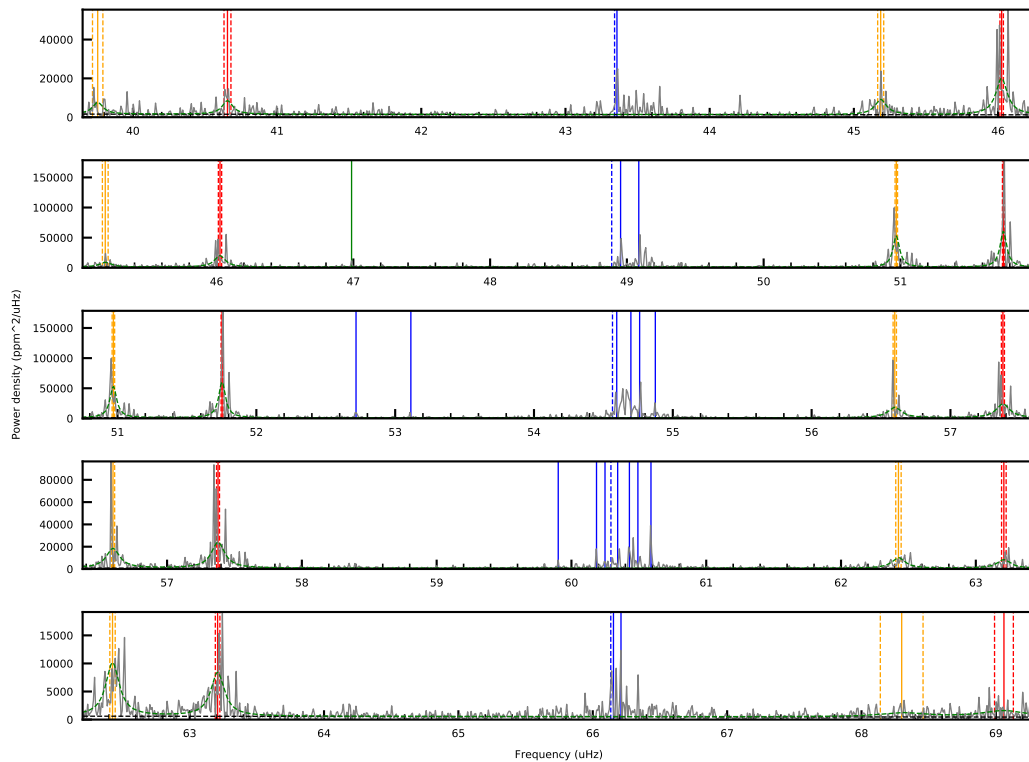 40000
20000
0
40 41 42 43 44 45 46
150000
100000
50000
0
46 47 48 49 50 51
Power density (ppm^2/uHz)
150000
100000
50000
0
51 52 53 54 55 56 57
80000
60000
40000
20000
0
57 58 59 60 61 62 63
15000
10000
5000
0
63 64 65 66 67 68 69
Frequency (uHz)